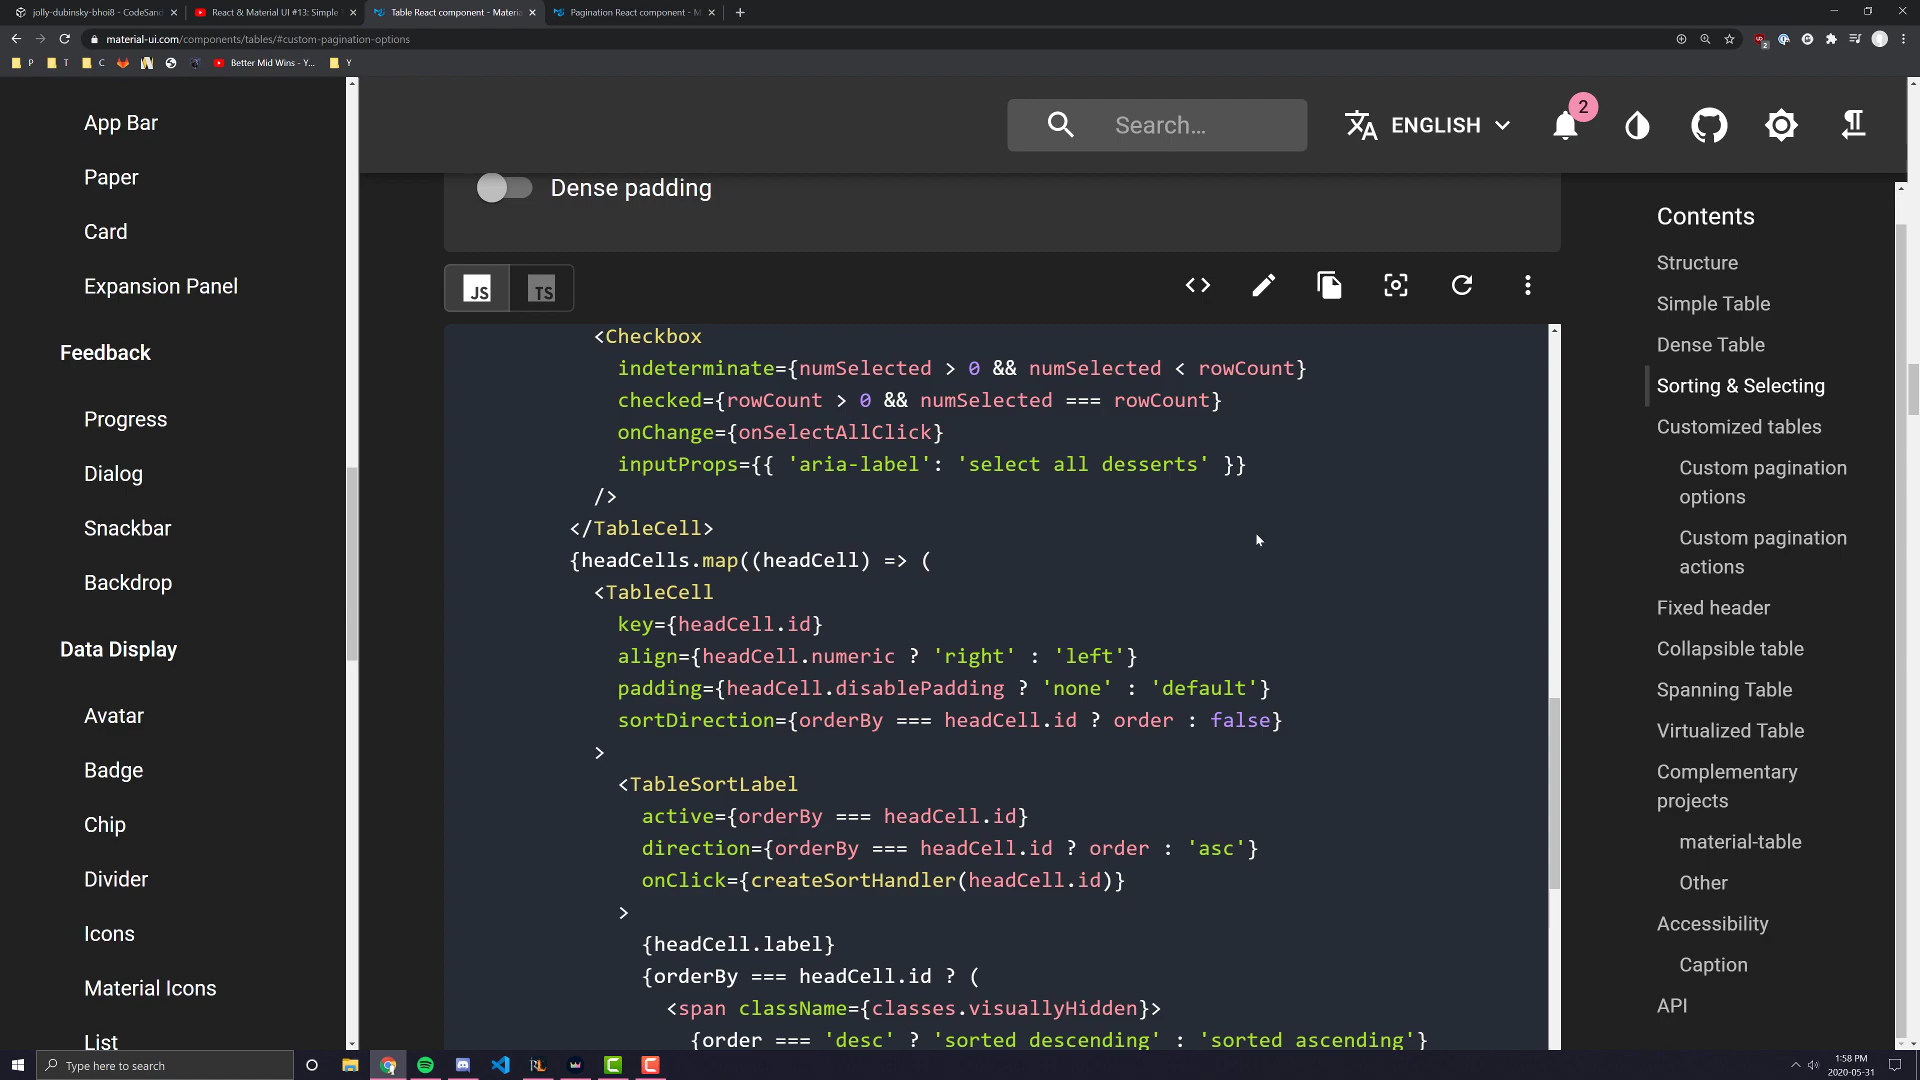 jolly-dubinsky-bhoi8 - CodeSand
React & Material UI #13: Simple
Table React component - Materia
Pagination React component - M
material-ui.com/components/tables/#custom-pagination-options
2
P
T
C
Better Mid Wins - Y...
Y
Search...
ENGLISH
2
App Bar
Paper
Card
Expansion Panel
Feedback
Progress
Dialog
Snackbar
Backdrop
Data Display
Avatar
Badge
Chip
Divider
Icons
Material Icons
List
Dense padding
JS
TS
<Checkbox
indeterminate={numSelected > 0 && numSelected < rowCount}
checked={rowCount > 0 && numSelected === rowCount}
onChange={onSelectAllClick}
inputProps={{ 'aria-label': 'select all desserts' }}
/>
</TableCell>
{headCells.map((headCell) => (
<TableCell
key={headCell.id}
align={headCell.numeric ? 'right' : 'left'}
padding={headCell.disablePadding ? 'none' : 'default'}
sortDirection={orderBy === headCell.id ? order : false}
>
<TableSortLabel
active={orderBy === headCell.id}
direction={orderBy === headCell.id ? order : 'asc'}
onClick={createSortHandler(headCell.id)}
>
{headCell.label}
{orderBy === headCell.id ? (
<span className={classes.visuallyHidden}>
{order === 'desc' ? 'sorted descending' : 'sorted ascending'}
Contents
Structure
Simple Table
Dense Table
Sorting & Selecting
Customized tables
Custom pagination
options
Custom pagination
actions
Fixed header
Collapsible table
Spanning Table
Virtualized Table
Complementary
projects
material-table
Other
Accessibility
Caption
API
Type here to search
1:58 PM
2020-05-31